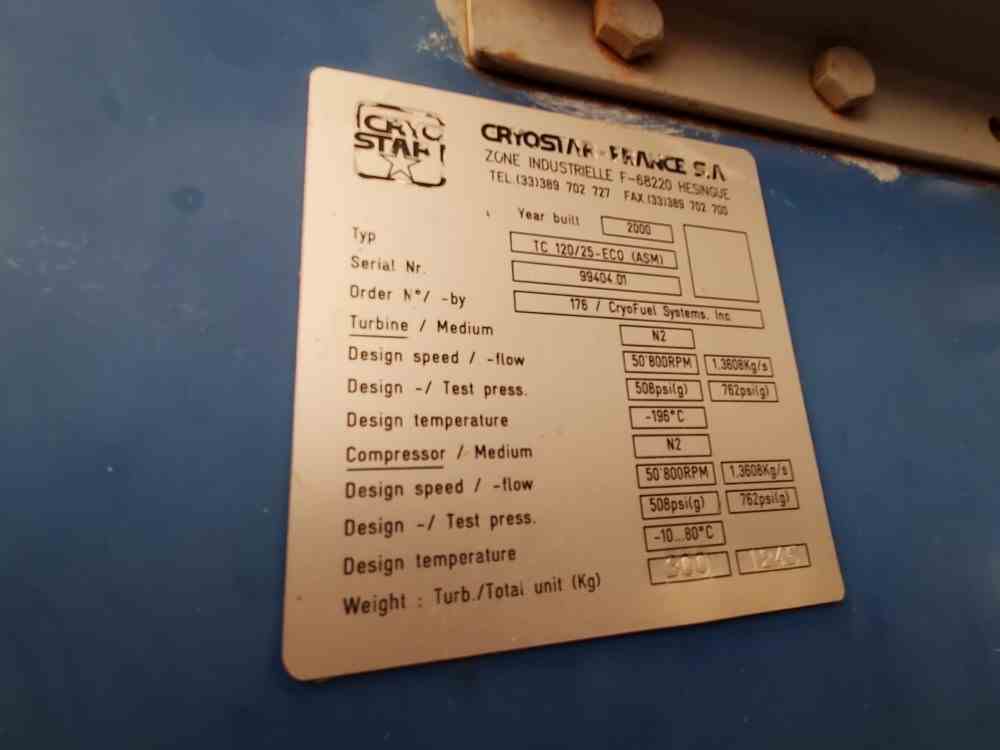 CRYO
STAR
CRYOSTAR-FRANCE S.A
ZONE INDUSTRIELLE F-68220 HESINGUE
TEL.(33)389 702 727 FAX.(33)389 702 700
Year built 2000
Typ TC 120/25-ECO (ASM)
Serial Nr. 99404.01
Order N°/ -by 176 / CryoFuel Systems, Inc
Turbine / Medium N2
Design speed / -flow 50'800RPM 1.3608Kg/s
Design -/ Test press. 508psi(g) 762psi(g)
Design temperature -196°C
Compressor / Medium N2
Design speed / -flow 50'800RPM 1.3608Kg/s
Design -/ Test press. 508psi(g) 762psi(g)
Design temperature -10...80°C
Weight : Turb./Total unit (Kg) 300